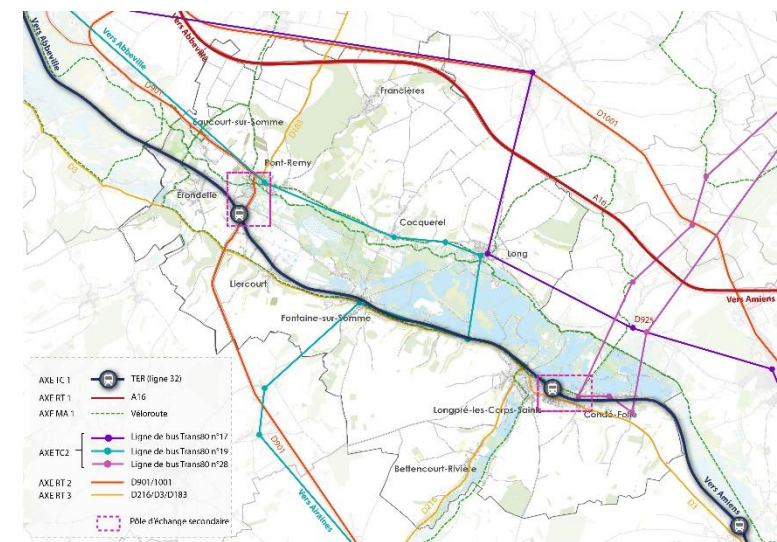 Vers Abbeville
Vers Abbeville
Vers Abbeville
D901
D183
Francières
D1001
Eaucourt-sur-Somme
Pont-Remy
D3
Erondelle
A16
Cocquerel
Long
Liercourt
Vers Amiens
Fontaine-sur-Somme
D925
AXE TC 1 TER (ligne 32)
AXE RT 1 A16
AXE MA 1 Véloroute
Ligne de bus Trans80 n°17
AXE TC2 Ligne de bus Trans80 n°19
Ligne de bus Trans80 n°28
AXE RT 2 D901/1001
AXE RT 3 D216/D3/D183
Pôle d'échange secondaire
Longpré-les-Corps-Saints
Condé-Folie
D901
Bettencourt-Rivière
D216
Vers Airaines
D3
Vers Amiens